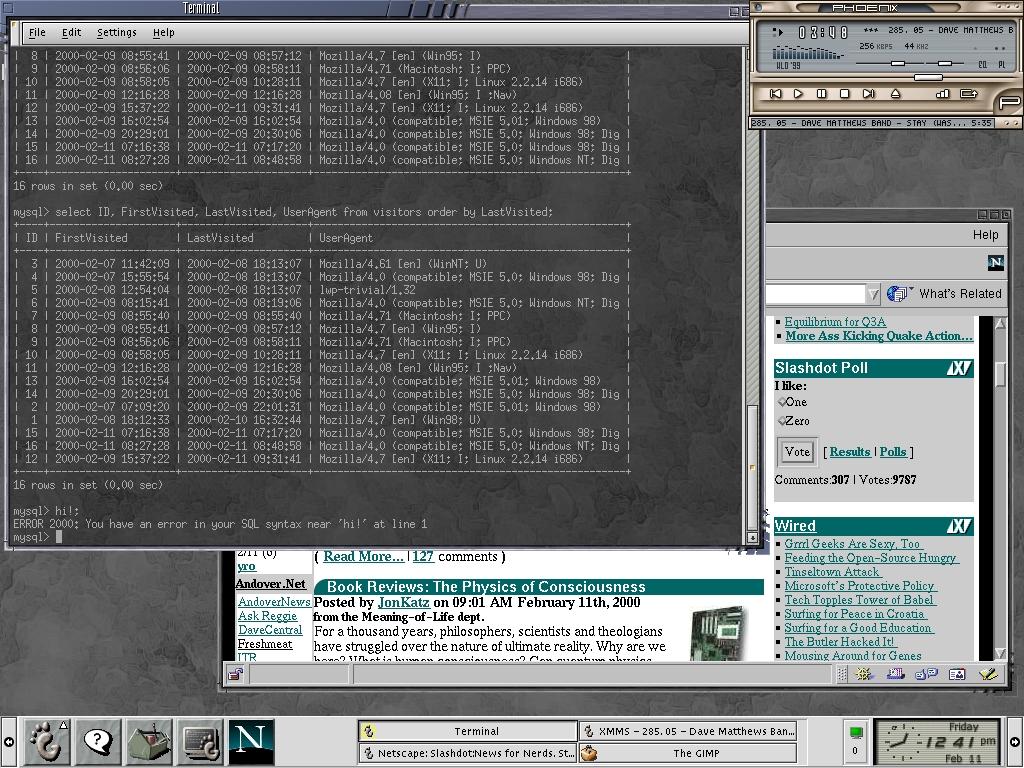 Terminal
File Edit Settings Help
| 8 | 2000-02-09 08:55:41 | 2000-02-09 08:57:12 | Mozilla/4.7 [en] (Win95; I) |
| 9 | 2000-02-09 08:56:06 | 2000-02-09 08:58:11 | Mozilla/4.71 (Macintosh; I; PPC) |
| 10 | 2000-02-09 08:58:05 | 2000-02-09 10:28:11 | Mozilla/4.7 [en] (X11; I; Linux 2.2.14 i686) |
| 11 | 2000-02-09 12:16:28 | 2000-02-09 12:16:28 | Mozilla/4.08 [en] (Win95; I ;Nav) |
| 12 | 2000-02-09 15:37:22 | 2000-02-11 09:31:41 | Mozilla/4.7 [en] (X11; I; Linux 2.2.14 i686) |
| 13 | 2000-02-09 16:02:54 | 2000-02-09 16:02:54 | Mozilla/4.0 (compatible; MSIE 5.01; Windows 98) |
| 14 | 2000-02-09 20:29:01 | 2000-02-09 20:30:06 | Mozilla/4.0 (compatible; MSIE 5.0; Windows 98; Dig |
| 15 | 2000-02-11 07:16:38 | 2000-02-11 07:17:20 | Mozilla/4.0 (compatible; MSIE 5.0; Windows 98; Dig |
| 16 | 2000-02-11 08:27:28 | 2000-02-11 08:48:58 | Mozilla/4.0 (compatible; MSIE 5.0; Windows NT; Dig |
16 rows in set (0.00 sec)
mysql> select ID, FirstVisited, LastVisited, UserAgent from visitors order by LastVisited;
| ID | FirstVisited | LastVisited | UserAgent |
| 3 | 2000-02-07 11:42:09 | 2000-02-08 18:13:07 | Mozilla/4.61 [en] (WinNT; U) |
| 4 | 2000-02-07 15:55:54 | 2000-02-08 18:13:07 | Mozilla/4.0 (compatible; MSIE 5.0; Windows 98; Dig |
| 5 | 2000-02-08 12:54:04 | 2000-02-08 18:13:07 | lwp-trivial/1.32 |
| 6 | 2000-02-09 08:15:41 | 2000-02-09 08:19:06 | Mozilla/4.0 (compatible; MSIE 5.0; Windows NT; Dig |
| 7 | 2000-02-09 08:55:40 | 2000-02-09 08:55:40 | Mozilla/4.71 (Macintosh; I; PPC) |
| 8 | 2000-02-09 08:55:41 | 2000-02-09 08:57:12 | Mozilla/4.7 [en] (Win95; I) |
| 9 | 2000-02-09 08:56:06 | 2000-02-09 08:58:11 | Mozilla/4.71 (Macintosh; I; PPC) |
| 10 | 2000-02-09 08:58:05 | 2000-02-09 10:28:11 | Mozilla/4.7 [en] (X11; I; Linux 2.2.14 i686) |
| 11 | 2000-02-09 12:16:28 | 2000-02-09 12:16:28 | Mozilla/4.08 [en] (Win95; I ;Nav) |
| 13 | 2000-02-09 16:02:54 | 2000-02-09 16:02:54 | Mozilla/4.0 (compatible; MSIE 5.01; Windows 98) |
| 14 | 2000-02-09 20:29:01 | 2000-02-09 20:30:06 | Mozilla/4.0 (compatible; MSIE 5.0; Windows 98; Dig |
| 2 | 2000-02-07 07:09:20 | 2000-02-09 22:01:31 | Mozilla/4.0 (compatible; MSIE 5.01; Windows 98) |
| 1 | 2000-02-08 18:12:33 | 2000-02-10 16:32:44 | Mozilla/4.7 [en] (Win98; U) |
| 15 | 2000-02-11 07:16:38 | 2000-02-11 07:17:20 | Mozilla/4.0 (compatible; MSIE 5.0; Windows 98; Dig |
| 16 | 2000-02-11 08:27:28 | 2000-02-11 08:48:58 | Mozilla/4.0 (compatible; MSIE 5.0; Windows NT; Dig |
| 12 | 2000-02-09 15:37:22 | 2000-02-11 09:31:41 | Mozilla/4.7 [en] (X11; I; Linux 2.2.14 i686) |
16 rows in set (0.00 sec)
mysql> hi!;
ERROR 2000: You have an error in your SQL syntax near 'hi!' at line 1
mysql>
PHOENIX
03:48 *** 285. 05 - DAVE MATTHEWS B
256 KBPS 44 KHZ
WLD '99 EQ PL
285. 05 - DAVE MATTHEWS BAND - STAY (WAS... 5:35
Help
N
What's Related
Equilibrium for Q3A
More Ass Kicking Quake Action...
Slashdot Poll
I like:
One
Zero
Vote [ Results | Polls ]
Comments:307 | Votes:9787
Wired
Grrrl Geeks Are Sexy, Too
Feeding the Open-Source Hungry
Tinseltown Attack
Microsoft's Protective Policy
Tech Topples Tower of Babel
Surfing for Peace in Croatia
Surfing for a Good Education
The Butler Hacked It!
Mousing Around for Genes
2/11 (6)
yro
Andover.Net
AndoverNews
Ask Reggie
DaveCentral
Freshmeat
ITR
( Read More... | 127 comments )
Book Reviews: The Physics of Consciousness
Posted by JonKatz on 09:01 AM February 11th, 2000
from the Meaning-of-Life dept.
For a thousand years, philosophers, scientists and theologians
have struggled over the nature of ultimate reality. Why are we
here? What is human consciousness? Can quantum physics
N
Terminal
XMMS - 285. 05 - Dave Matthews Ban...
Netscape: Slashdot:News for Nerds. St...
The GIMP
0
Friday
12 41 pm
Feb 11